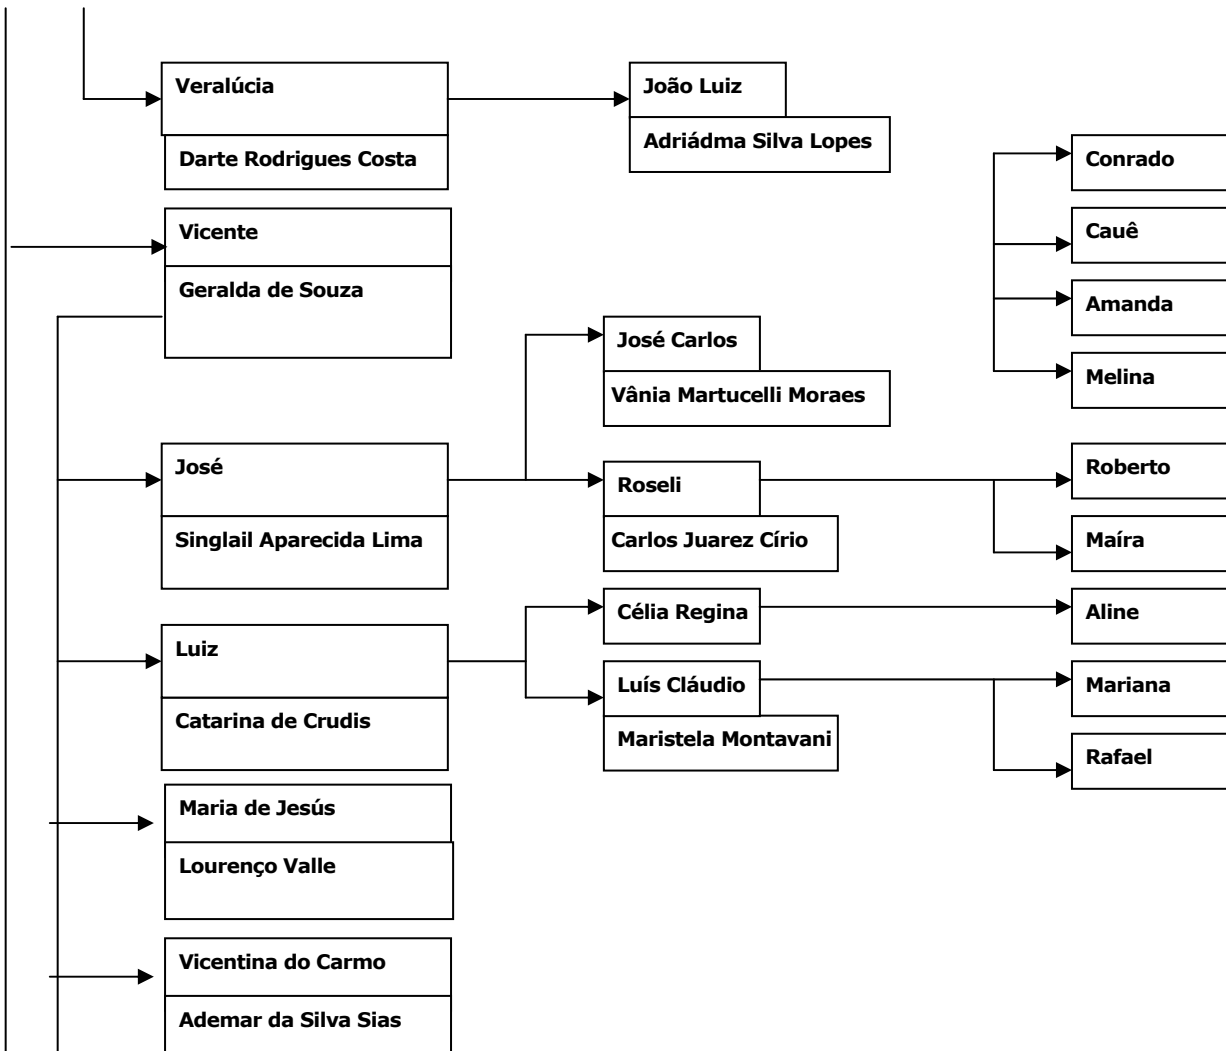 Veralúcia
João Luiz
Darte Rodrigues Costa
Adriádma Silva Lopes
Conrado
Vicente
Cauê
Geralda de Souza
Amanda
José Carlos
Melina
Vânia Martucelli Moraes
José
Roseli
Roberto
Singlail Aparecida Lima
Carlos Juarez Círio
Maíra
Célia Regina
Aline
Luiz
Luís Cláudio
Mariana
Catarina de Crudis
Maristela Montavani
Rafael
Maria de Jesús
Lourenço Valle
Vicentina do Carmo
Ademar da Silva Sias